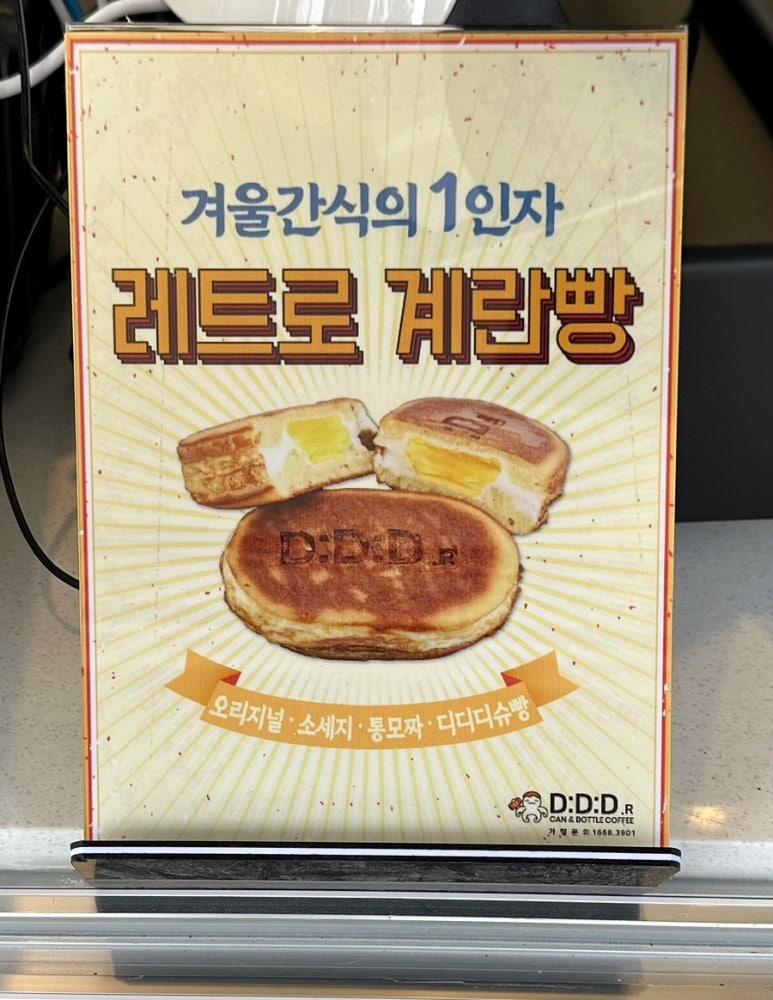 겨울간식의 1인자
레트로 계란빵
D:D:D.R
오리지널 · 소세지 · 통모짜 · 디디디슈빵
D:D:D.R
CAN & BOTTLE COFFEE
가맹문의 1668.3901